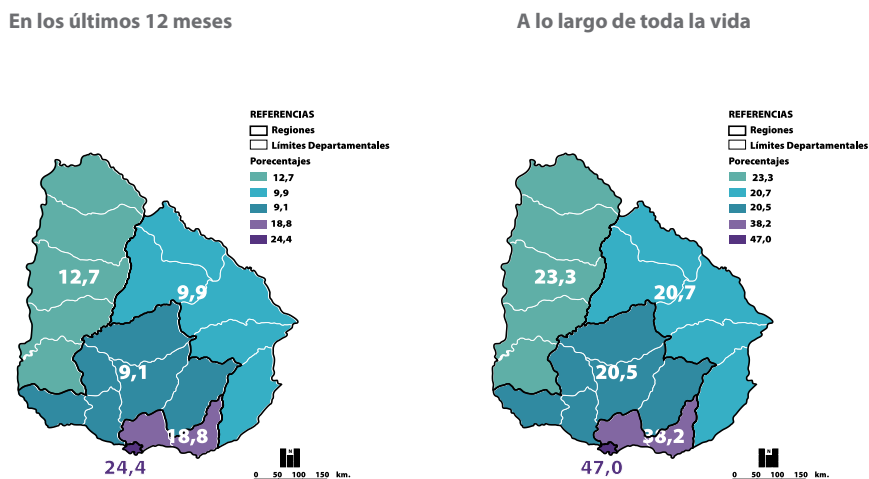 En los últimos 12 meses
REFERENCIAS
Regiones
Límites Departamentales
Porecentajes
12,7
9,9
9,1
18,8
24,4
12,7
9,9
9,1
18,8
24,4
N
0 50 100 150 km.
A lo largo de toda la vida
REFERENCIAS
Regiones
Límites Departamentales
Porecentajes
23,3
20,7
20,5
38,2
47,0
23,3
20,7
20,5
38,2
47,0
N
0 50 100 150 km.